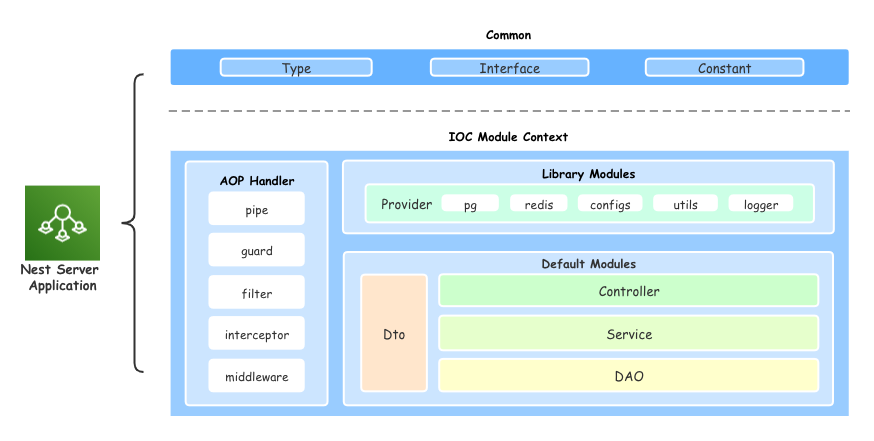 Common
Type
Interface
Constant
IOC Module Context
AOP Handler
pipe
guard
filter
interceptor
middleware
Library Modules
Provider
pg
redis
configs
utils
logger
Default Modules
Dto
Controller
Service
DAO
Nest Server
Application